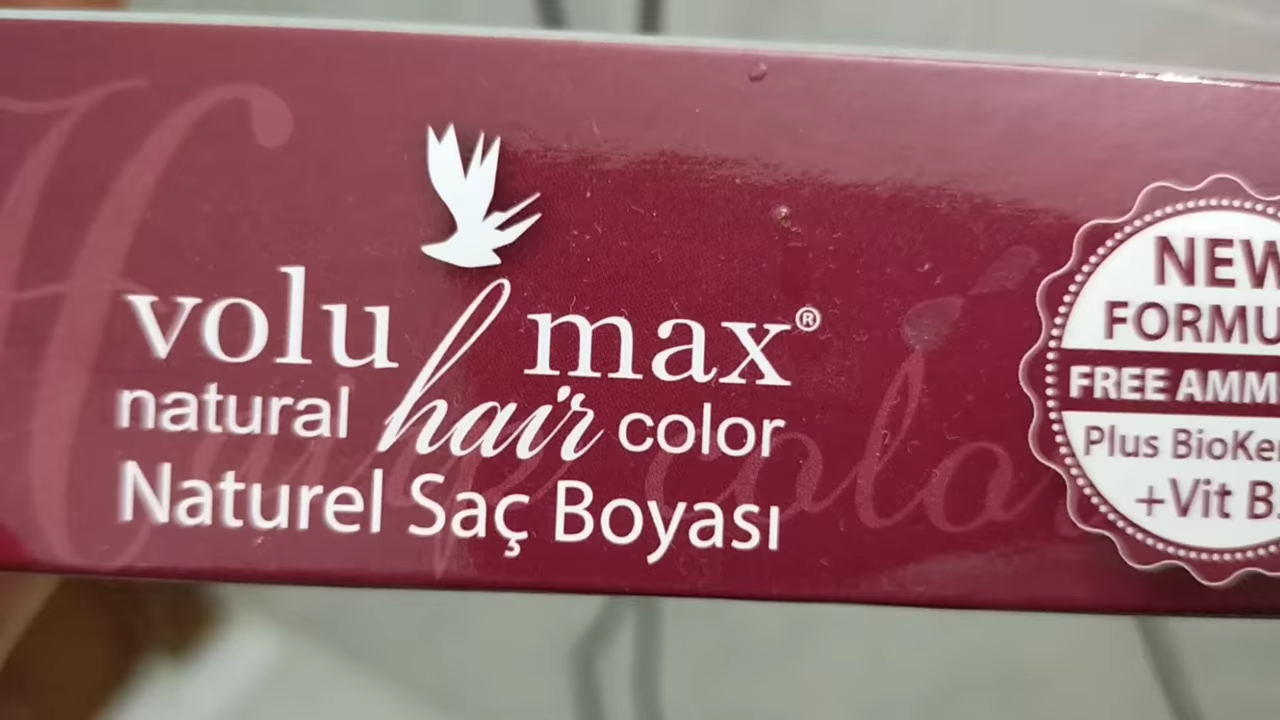 volu max®
natural hair color
Naturel Saç Boyası
NEW
FORMU
FREE AMM
Plus BioKe
+Vit B